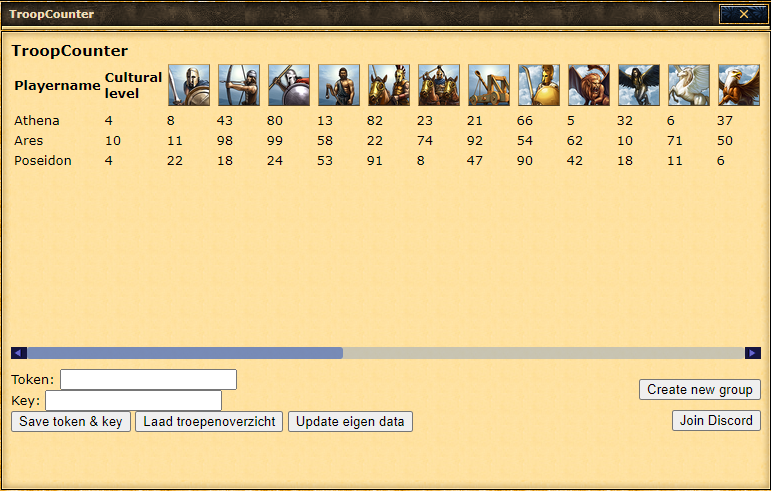 TroopCounter
TroopCounter
Playername Cultural level
Athena 4 8 43 80 13 82 23 21 66 5 32 6 37
Ares 10 11 98 99 58 22 74 92 54 62 10 71 50
Poseidon 4 22 18 24 53 91 8 47 90 42 18 11 6
Token:
Key:
Create new group
Save token & key Laad troepenoverzicht Update eigen data Join Discord